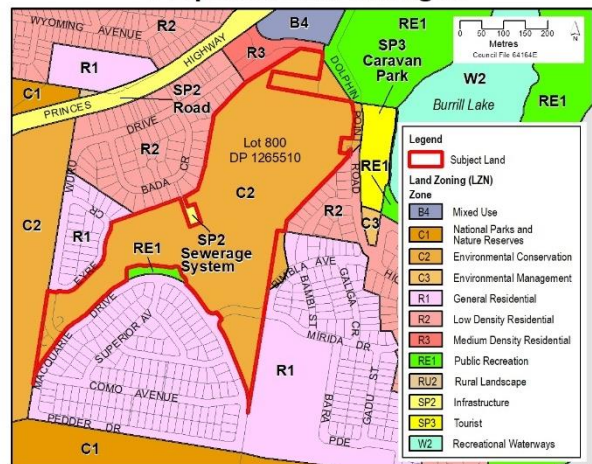 WYOMING AVENUE
R2
B4
RE1
0 50 100 200
Metres
Council File 64164E
N
R1
R3
HIGHWAY
SP3
Caravan
Park
C1
SP2
Road
PRINCES
DOLPHIN
POINT
ROAD
W2
Burrill Lake
RE1
DRIVE
R2
BADA CR
Lot 800
DP 1265510
C2
RE1
WURU
C2
R1
CR
EYRE
SP2
Sewerage
System
R2
C3
RE1
BIMBLA AVE
GALIGA CR
BAMBI ST
MIRIDA DR
MACQUARIE DRIVE
SUPERIOR AV
COMO AVENUE
PEDDER DR
R1
BARA
PDE
GADU ST
C1
Legend
Subject Land
Land Zoning (LZN)
Zone
B4 Mixed Use
C1 National Parks and
Nature Reserves
C2 Environmental Conservation
C3 Environmental Management
R1 General Residential
R2 Low Density Residential
R3 Medium Density Residential
RE1 Public Recreation
RU2 Rural Landscape
SP2 Infrastructure
SP3 Tourist
W2 Recreational Waterways